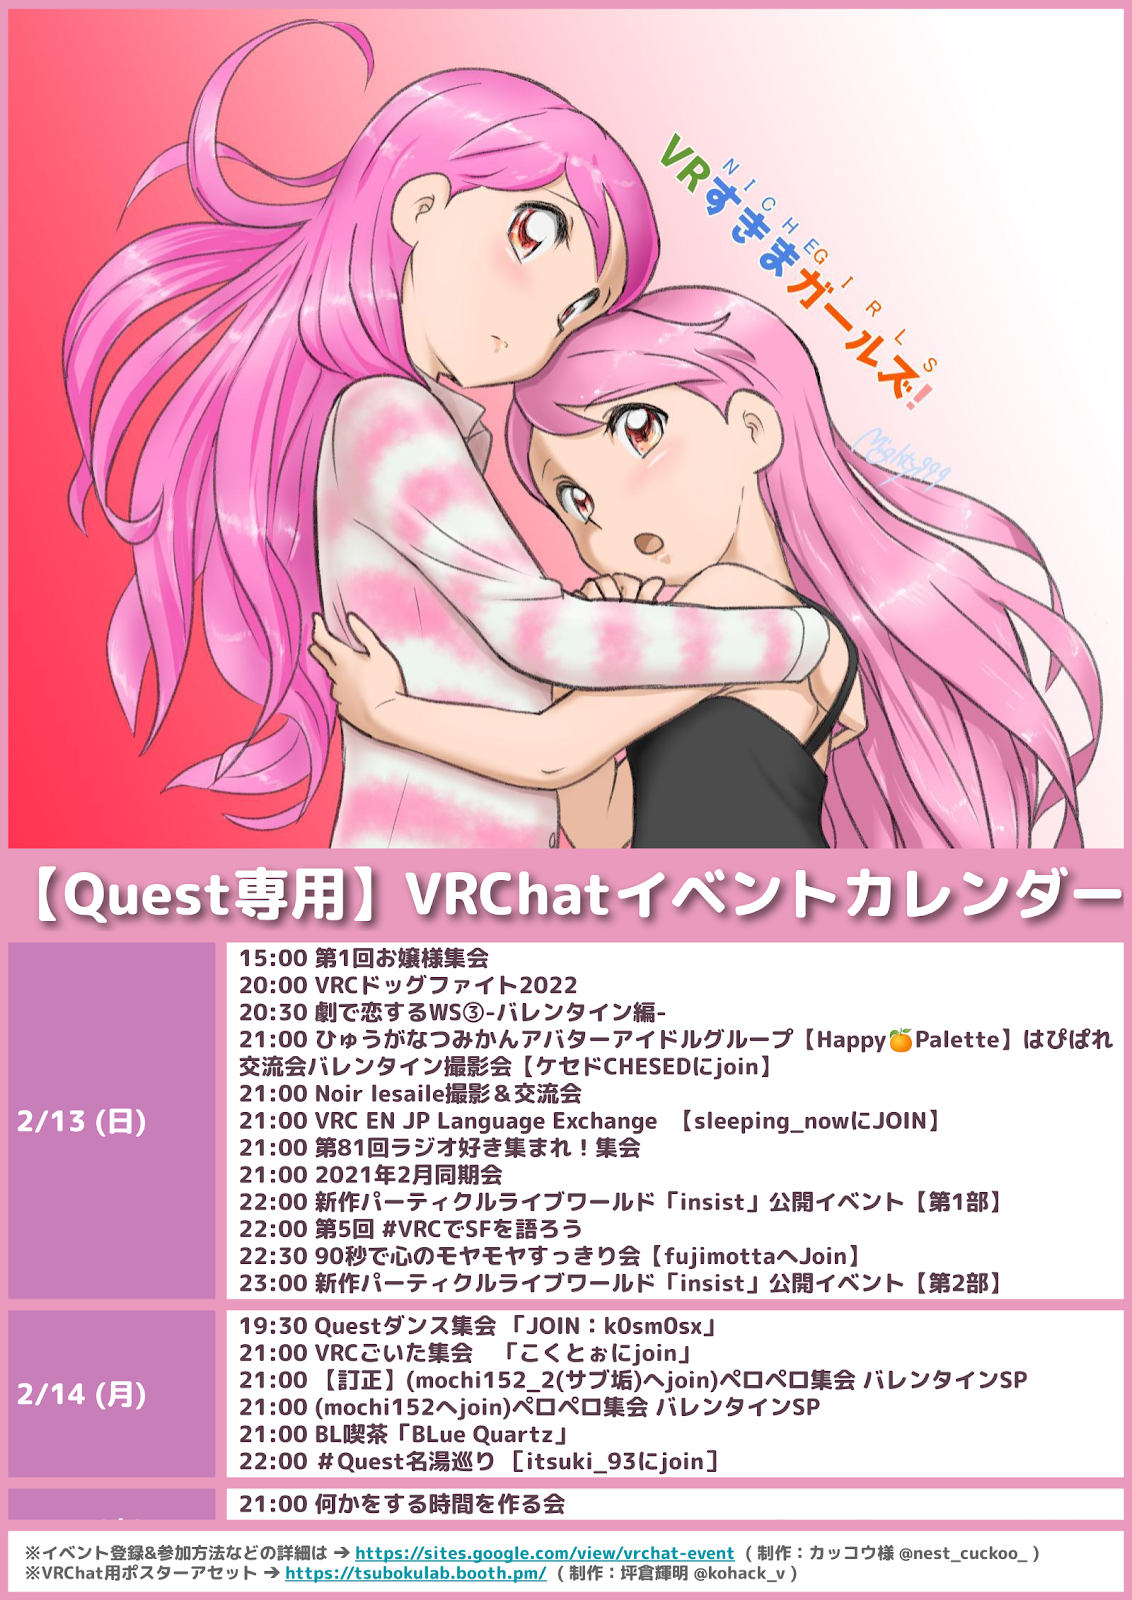 NICHE GIRLS
VRすきまガールズ!
Mighty999
【Quest専用】VRChatイベントカレンダー
2/13 (日)
15:00 第1回お嬢様集会
20:00 VRCドッグファイト2022
20:30 劇で恋するWS③-バレンタイン編-
21:00 ひゅうがなつみかんアバターアイドルグループ【Happy🍊Palette】はぴぱれ
交流会バレンタイン撮影会【ケセドCHESEDにjoin】
21:00 Noir lesaile撮影＆交流会
21:00 VRC EN JP Language Exchange 【sleeping_nowにJOIN】
21:00 第81回ラジオ好き集まれ！集会
21:00 2021年2月同期会
22:00 新作パーティクルライブワールド「insist」公開イベント【第1部】
22:00 第5回 #VRCでSFを語ろう
22:30 90秒で心のモヤモヤすっきり会【fujimottaへJoin】
23:00 新作パーティクルライブワールド「insist」公開イベント【第2部】
2/14 (月)
19:30 Questダンス集会 「JOIN：k0sm0sx」
21:00 VRCごいた集会　「こくとぉにjoin」
21:00 【訂正】(mochi152_2(サブ垢)へjoin)ペロペロ集会 バレンタインSP
21:00 (mochi152へjoin)ペロペロ集会 バレンタインSP
21:00 BL喫茶「BLue Quartz」
22:00 ＃Quest名湯巡り ［itsuki_93にjoin］
21:00 何かをする時間を作る会
※イベント登録&参加方法などの詳細は → https://sites.google.com/view/vrchat-event ( 制作：カッコウ様 @nest_cuckoo_ )
※VRChat用ポスターアセット → https://tsubokulab.booth.pm/ ( 制作：坪倉輝明 @kohack_v )